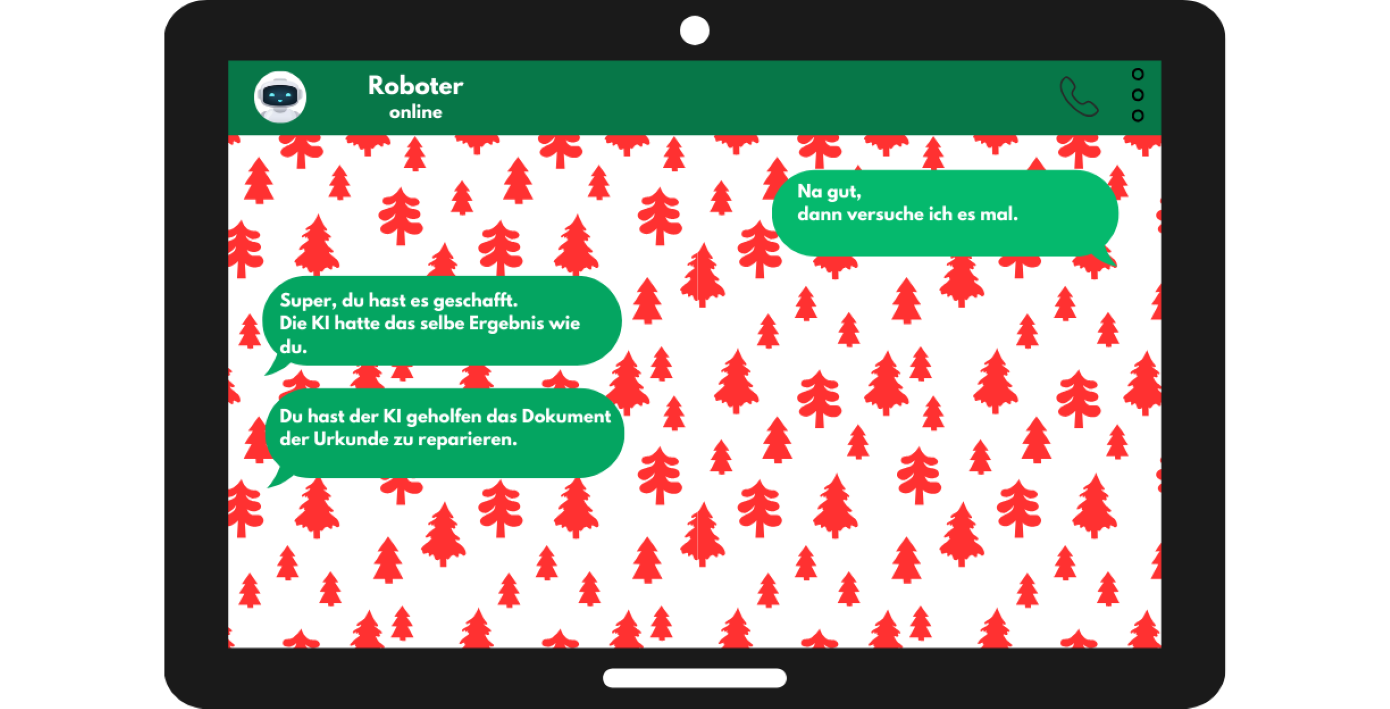 Roboter
online
Na gut,
dann versuche ich es mal.
Super, du hast es geschafft.
Die KI hatte das selbe Ergebnis wie
du.
Du hast der KI geholfen das Dokument
der Urkunde zu reparieren.